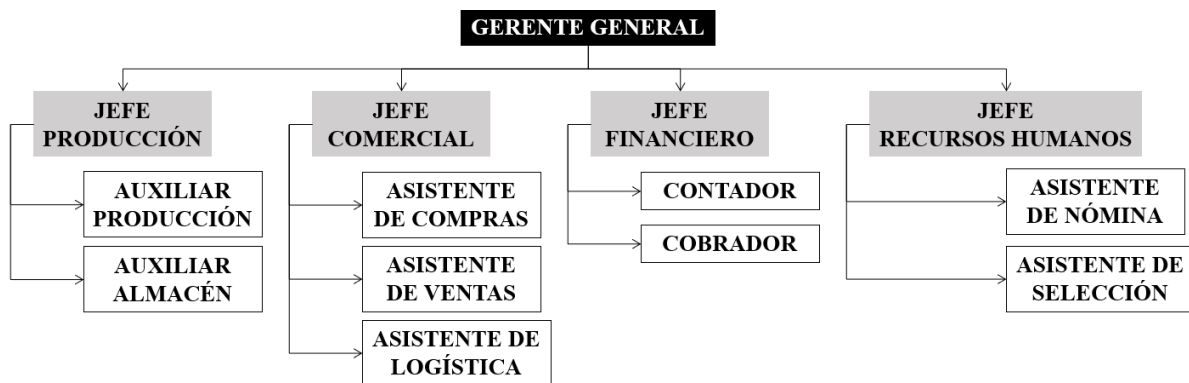 GERENTE GENERAL
JEFE
PRODUCCIÓN
AUXILIAR
PRODUCCIÓN
AUXILIAR
ALMACÉN
JEFE
COMERCIAL
ASISTENTE
DE COMPRAS
ASISTENTE
DE VENTAS
ASISTENTE DE
LOGÍSTICA
JEFE
FINANCIERO
CONTADOR
COBRADOR
JEFE
RECURSOS HUMANOS
ASISTENTE
DE NÓMINA
ASISTENTE DE
SELECCIÓN